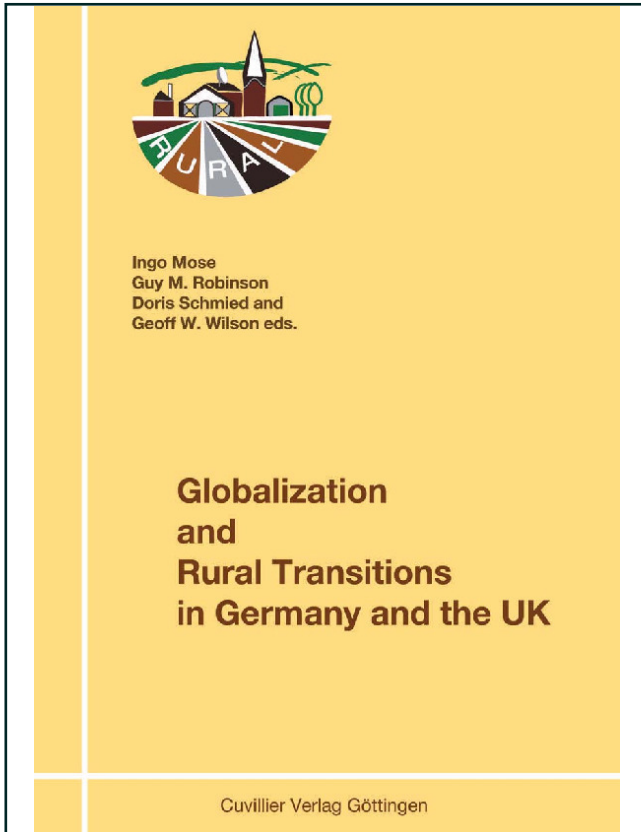 RURAL
Ingo Mose
Guy M. Robinson
Doris Schmied and
Geoff W. Wilson eds.
Globalization
and
Rural Transitions
in Germany and the UK
Cuvillier Verlag Göttingen